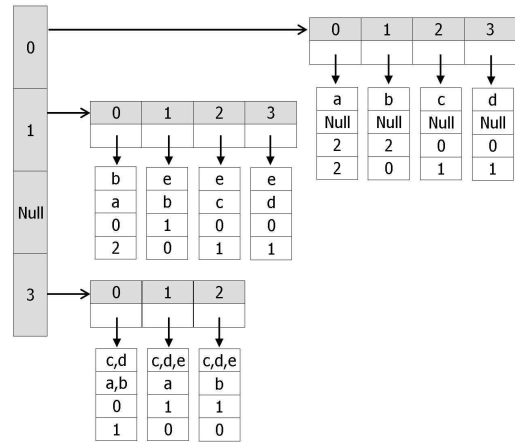 0
0 1 2 3
a b c d
Null Null Null Null
2 2 0 0
2 0 1 1
1
0 1 2 3
b e e e
a b c d
0 1 0 0
2 0 1 1
Null
3
0 1 2
c,d c,d,e c,d,e
a,b a b
0 1 1
1 0 0